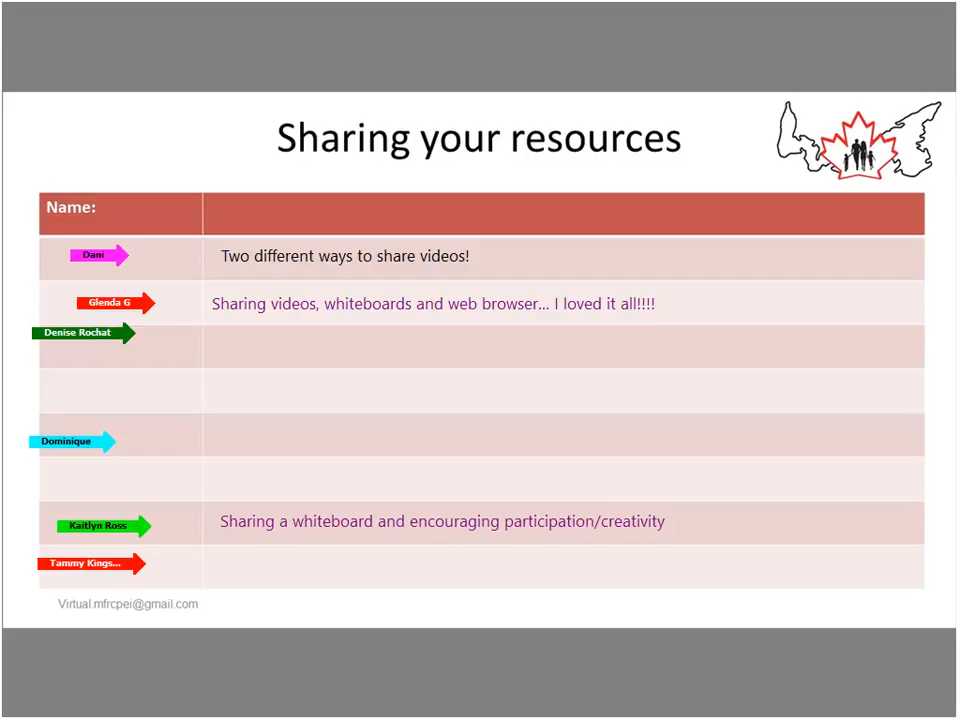 Sharing your resources
Name:
Dani
Two different ways to share videos!
Glenda G
Sharing videos, whiteboards and web browser... I loved it all!!!!
Denise Rochat
Dominique
Kaitlyn Ross
Sharing a whiteboard and encouraging participation/creativity
Tammy Kings...
Virtual.mfrcpei@gmail.com